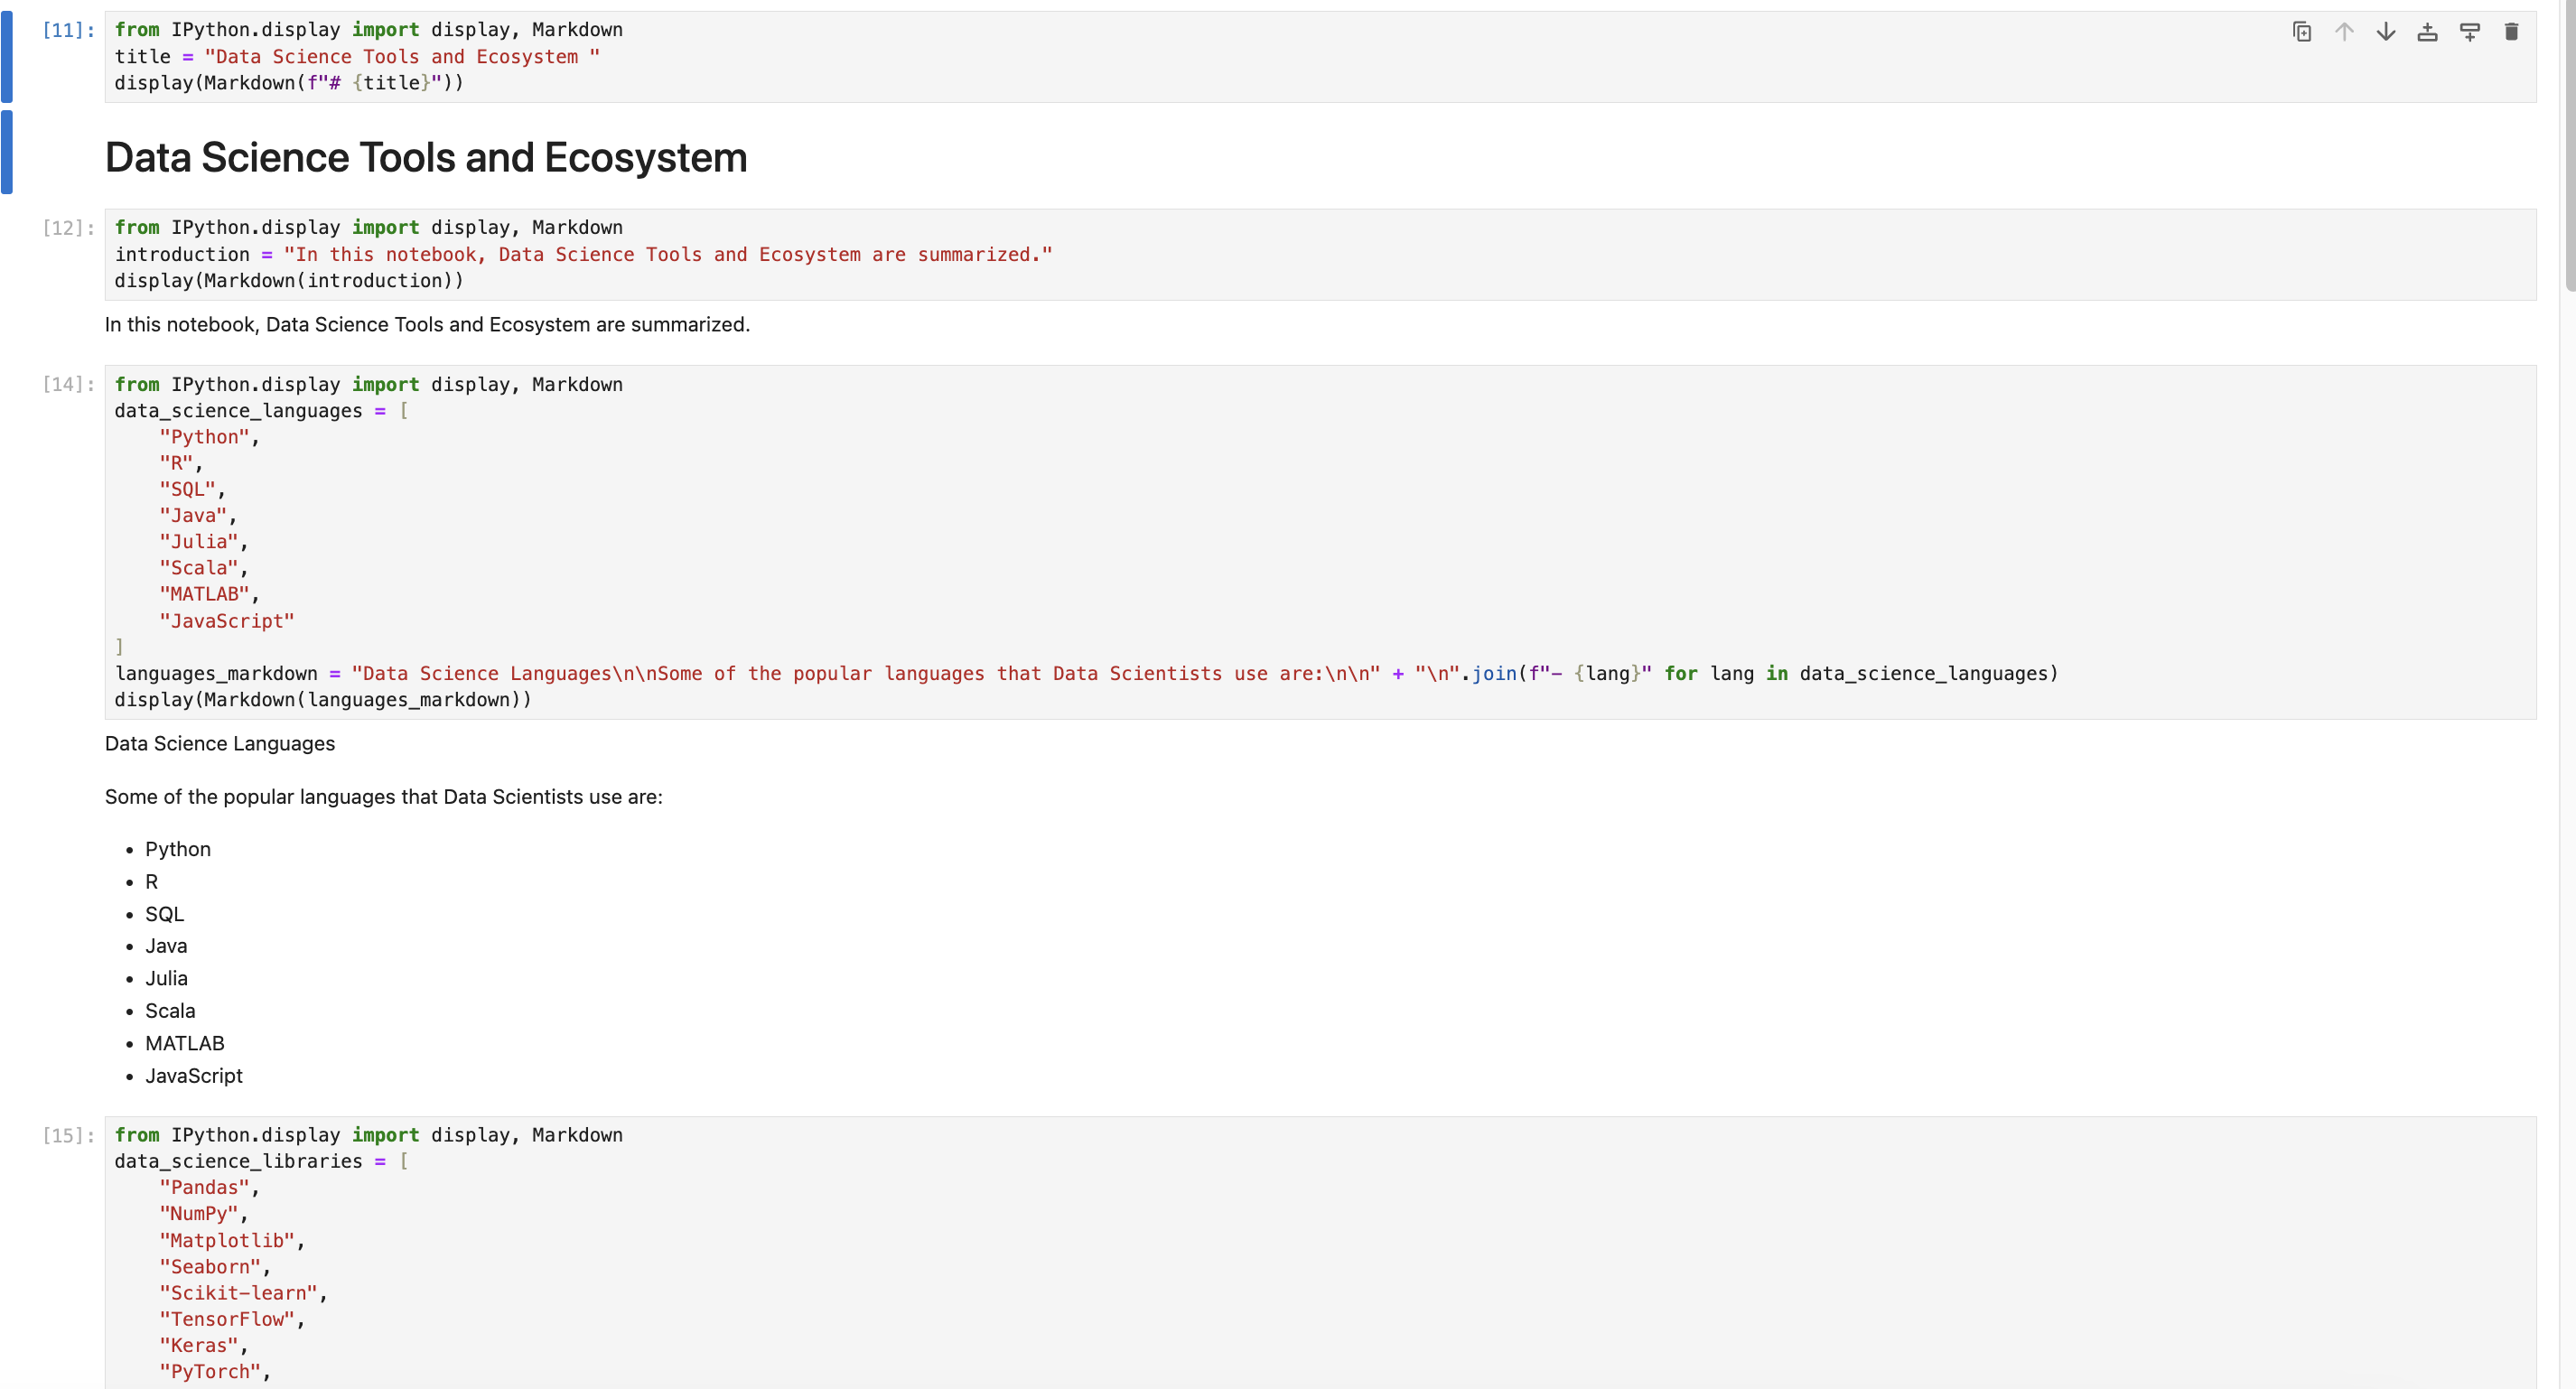 [11]: from IPython.display import display, Markdown
title = "Data Science Tools and Ecosystem "
display(Markdown(f"# {title}"))
Data Science Tools and Ecosystem
[12]: from IPython.display import display, Markdown
introduction = "In this notebook, Data Science Tools and Ecosystem are summarized."
display(Markdown(introduction))
In this notebook, Data Science Tools and Ecosystem are summarized.
[14]: from IPython.display import display, Markdown
data_science_languages = [
    "Python",
    "R",
    "SQL",
    "Java",
    "Julia",
    "Scala",
    "MATLAB",
    "JavaScript"
]
languages_markdown = "Data Science Languages\n\nSome of the popular languages that Data Scientists use are:\n\n" + "\n".join(f"- {lang}" for lang in data_science_languages)
display(Markdown(languages_markdown))
Data Science Languages
Some of the popular languages that Data Scientists use are:
• Python
• R
• SQL
• Java
• Julia
• Scala
• MATLAB
• JavaScript
[15]: from IPython.display import display, Markdown
data_science_libraries = [
    "Pandas",
    "NumPy",
    "Matplotlib",
    "Seaborn",
    "Scikit-learn",
    "TensorFlow",
    "Keras",
    "PyTorch",